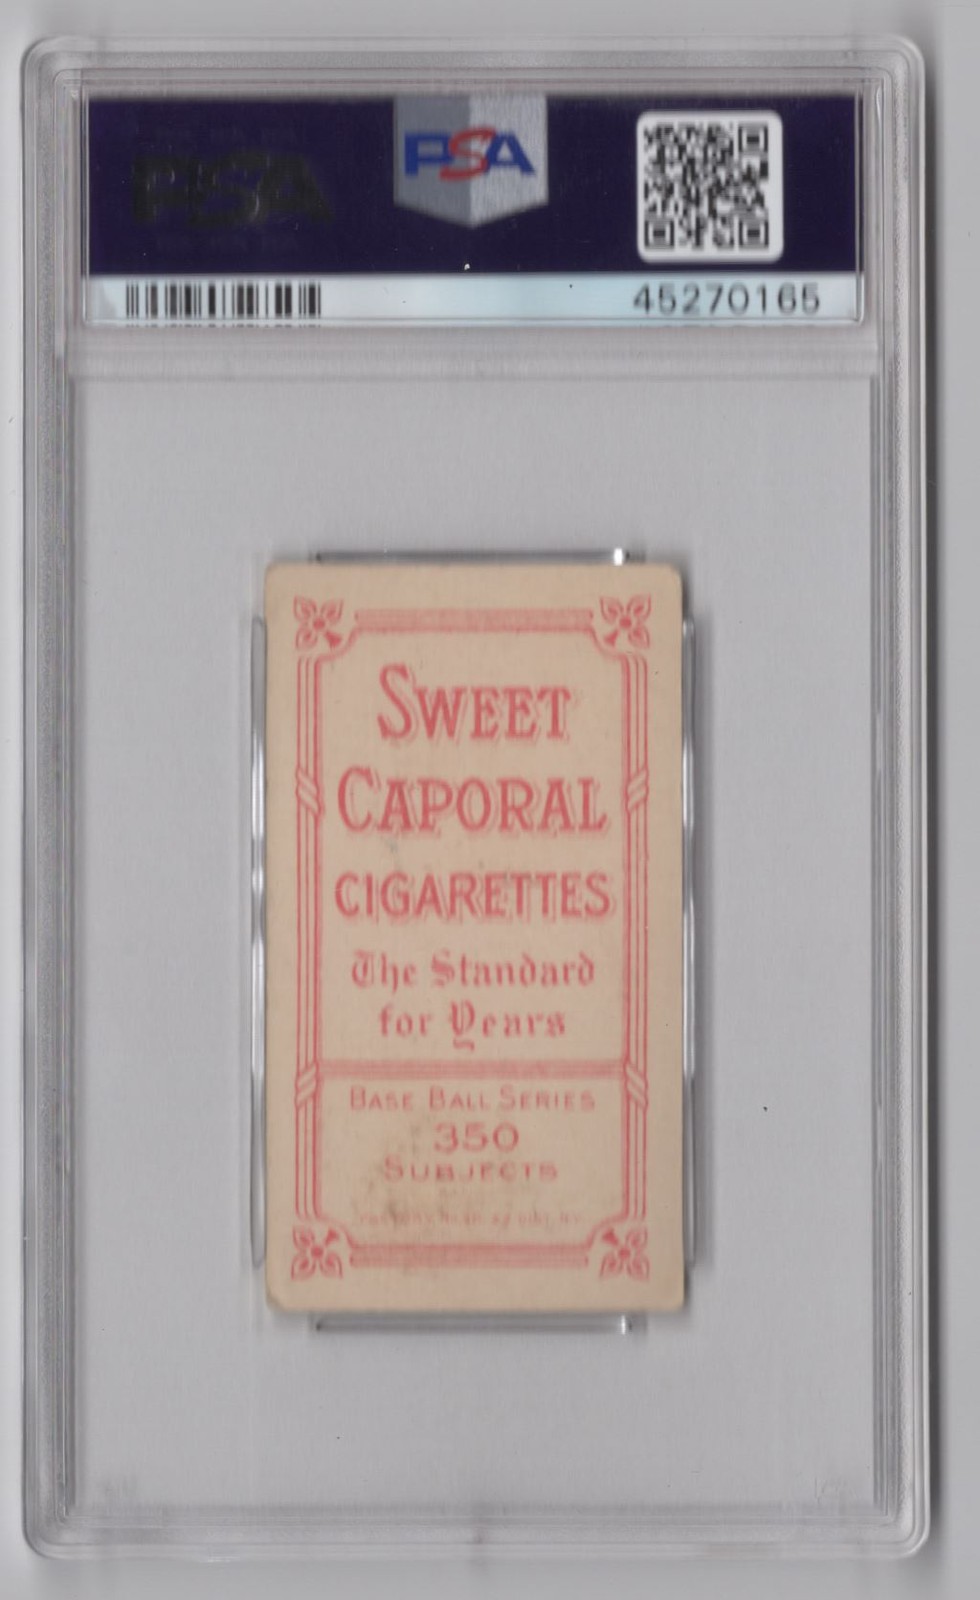 PSA
PSA
45270165
SWEET
CAPORAL
CIGARETTES
The Standard
for Years
BASE BALL SERIES
350
SUBJECTS